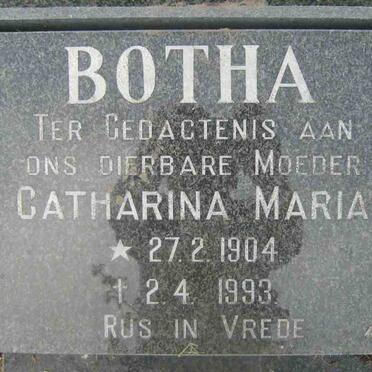 BOTHA
TER GEDACTENIS AAN
ONS DIERBARE MOEDER
CATHARINA MARIA
★ 27.2.1904
† 2.4.1993
RUS IN VREDE